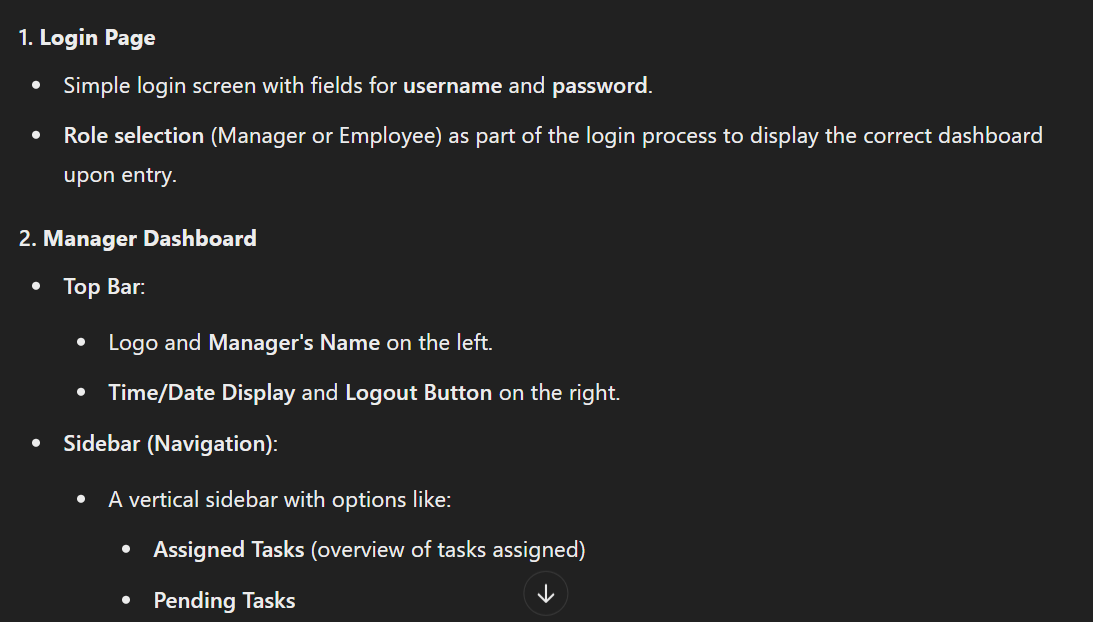 1. Login Page
• Simple login screen with fields for username and password.
• Role selection (Manager or Employee) as part of the login process to display the correct dashboard
upon entry.
2. Manager Dashboard
• Top Bar:
• Logo and Manager's Name on the left.
• Time/Date Display and Logout Button on the right.
• Sidebar (Navigation):
• A vertical sidebar with options like:
• Assigned Tasks (overview of tasks assigned)
• Pending Tasks